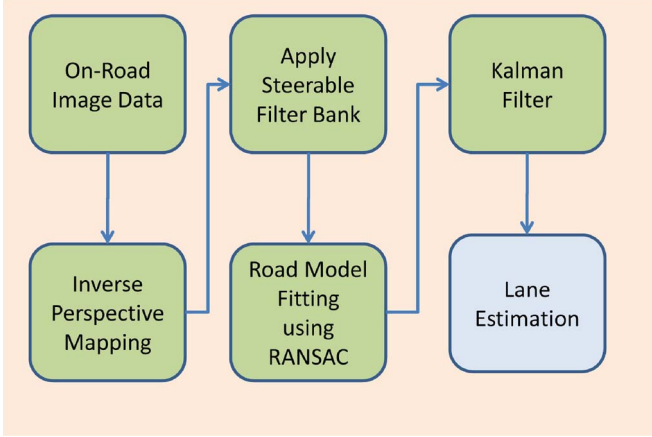 On-Road
Image Data
Inverse
Perspective
Mapping
Apply
Steerable
Filter Bank
Road Model
Fitting
using
RANSAC
Kalman
Filter
Lane
Estimation